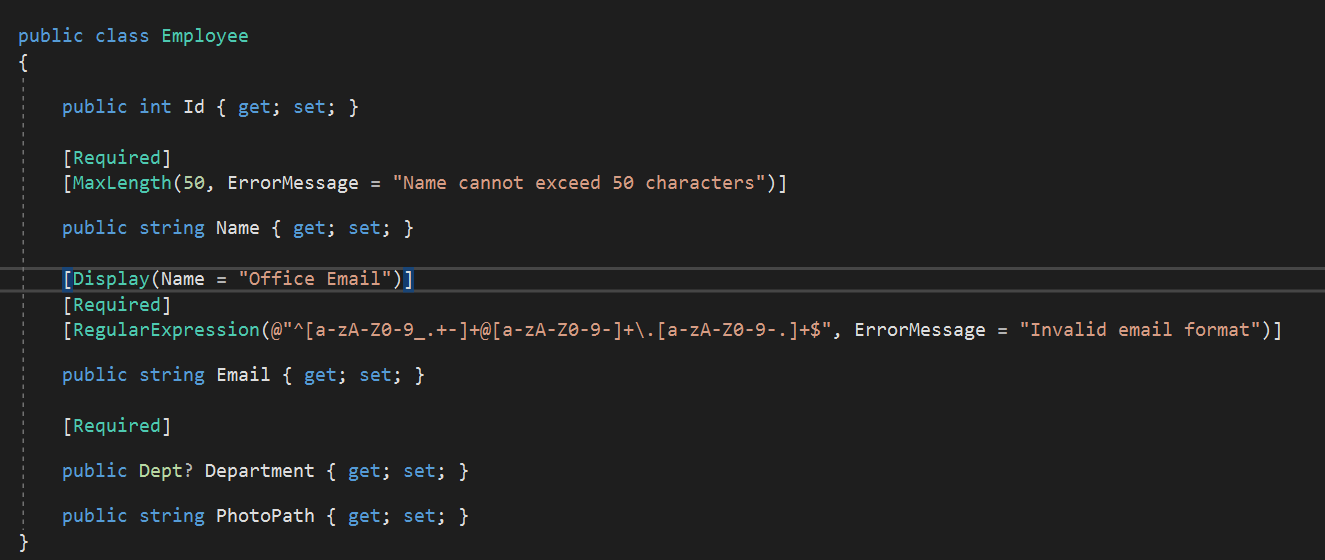 public class Employee
{
public int Id { get; set; }
[Required]
[MaxLength(50, ErrorMessage = "Name cannot exceed 50 characters")]
public string Name { get; set; }
[Display(Name = "Office Email")]
[Required]
[RegularExpression(@"^[a-zA-Z0-9_.+-]+@[a-zA-Z0-9-]+\.[a-zA-Z0-9-.]+$", ErrorMessage = "Invalid email format")]
public string Email { get; set; }
[Required]
public Dept? Department { get; set; }
public string PhotoPath { get; set; }
}